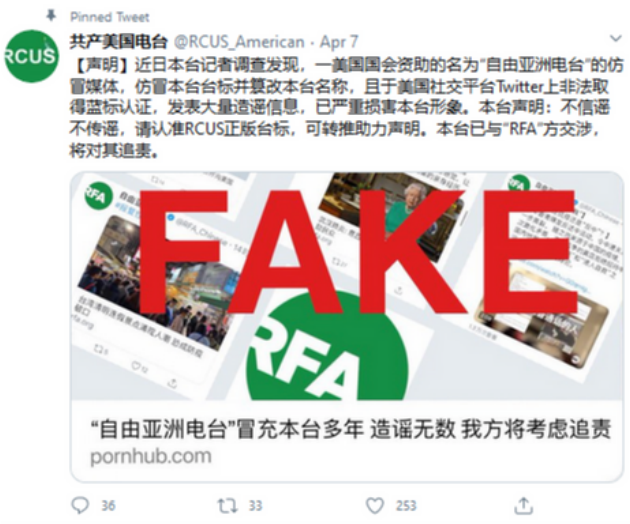 Pinned Tweet
共产美国电台 @RCUS_American · Apr 7
RCUS
【声明】近日本台记者调查发现，一美国国会资助的名为“自由亚洲电台”的仿
冒媒体，仿冒本台台标并篡改本台名称，且于美国社交平台Twitter上非法取
得蓝标认证，发表大量造谣信息，已严重损害本台形象。本台声明：不信谣
不传谣，请认准RCUS正版台标，可转推助力声明。本台已与“RFA”方交涉，
将对其追责。
RFA
@RFA_Chinese
FAKE
RFA
“自由亚洲电台”冒充本台多年 造谣无数 我方将考虑追责
pornhub.com
36 33 253